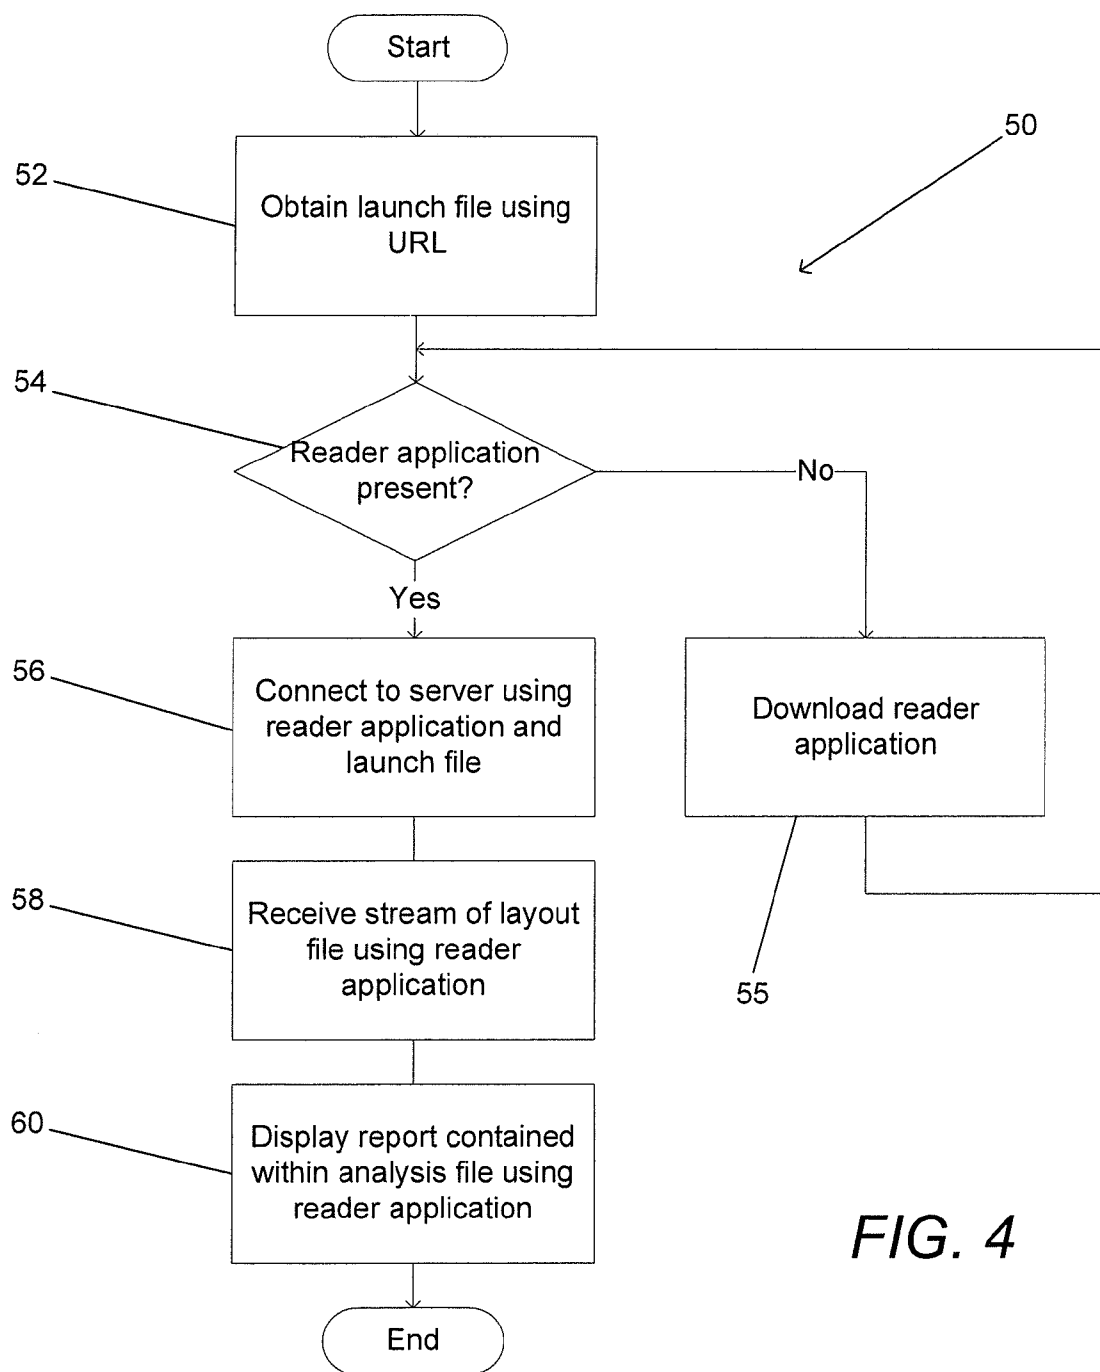 Start
50
52
Obtain launch file using
URL
54
Reader application
present?
No
Yes
56
Connect to server using
reader application and
launch file
Download reader
application
58
Receive stream of layout
file using reader
application
55
60
Display report contained
within analysis file using
reader application
FIG. 4
End